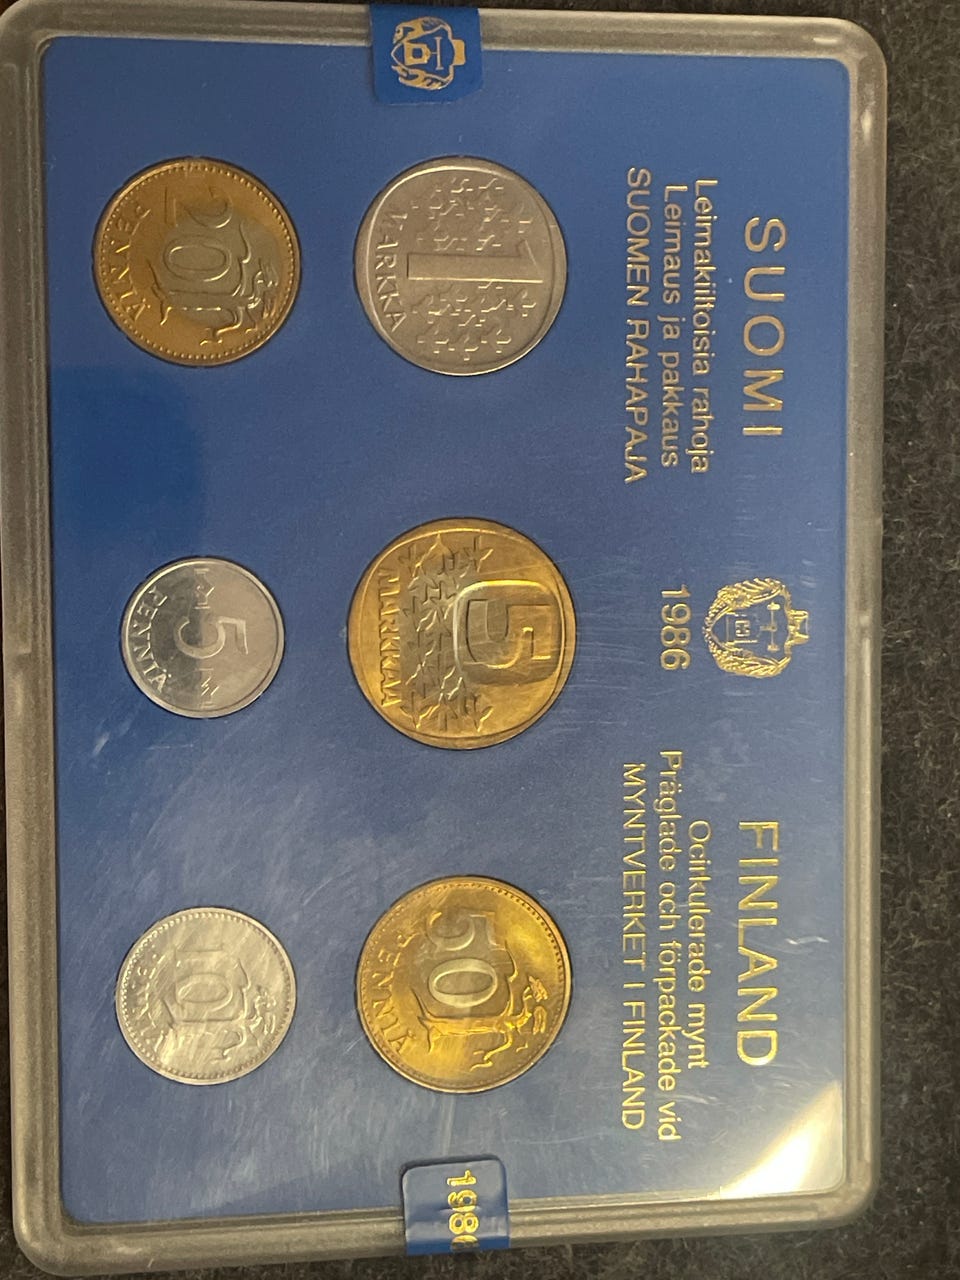 SUOMI
Leimakiiltoisia rahoja
Leimaus ja pakkaus
SUOMEN RAHAPAJA
1986
FINLAND
Ocirkulerade mynt
Präglade och förpackade vid
MYNTVERKET I FINLAND
1
MARKKA
5
MARKKAA
50
PENNIÄ
20
PENNIÄ
5
PENNIÄ
10
PENNIÄ
1986